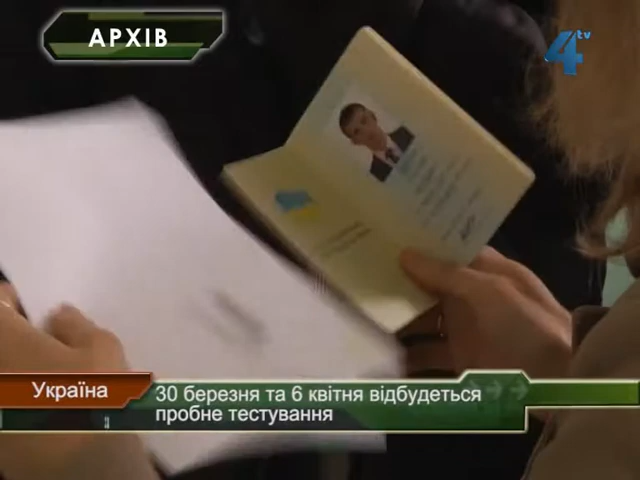 АРХІВ
4tv
Україна
30 березня та 6 квітня відбудеться
пробне тестування